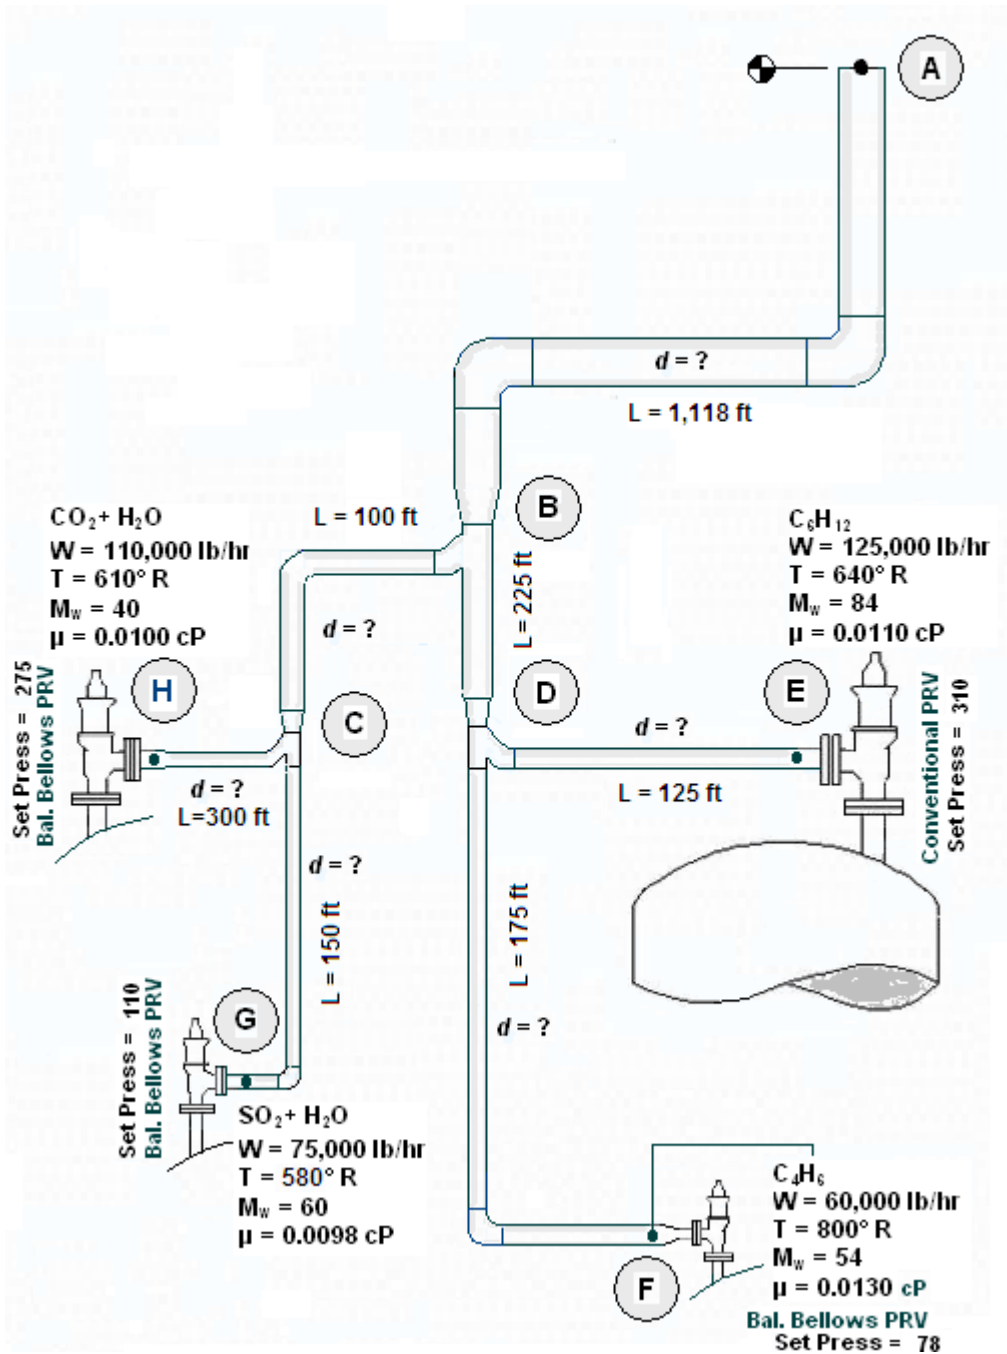 A
d = ?
L = 1,118 ft
B
L = 100 ft
CO₂ + H₂O
W = 110,000 lb/hr
T = 610° R
Mw = 40
µ = 0.0100 cP
C₆H₁₂
W = 125,000 lb/hr
T = 640° R
Mw = 84
µ = 0.0110 cP
L = 225 ft
d = ?
Set Press = 275
Bal. Bellows PRV
H
C
D
E
Conventional PRV
Set Press = 310
d = ?
L = 125 ft
d = ?
L=300 ft
d = ?
L = 150 ft
L = 175 ft
d = ?
Set Press = 110
Bal. Bellows PRV
G
SO₂ + H₂O
W = 75,000 lb/hr
T = 580° R
Mw = 60
µ = 0.0098 cP
F
C₄H₆
W = 60,000 lb/hr
T = 800° R
Mw = 54
µ = 0.0130 cP
Bal. Bellows PRV
Set Press = 78